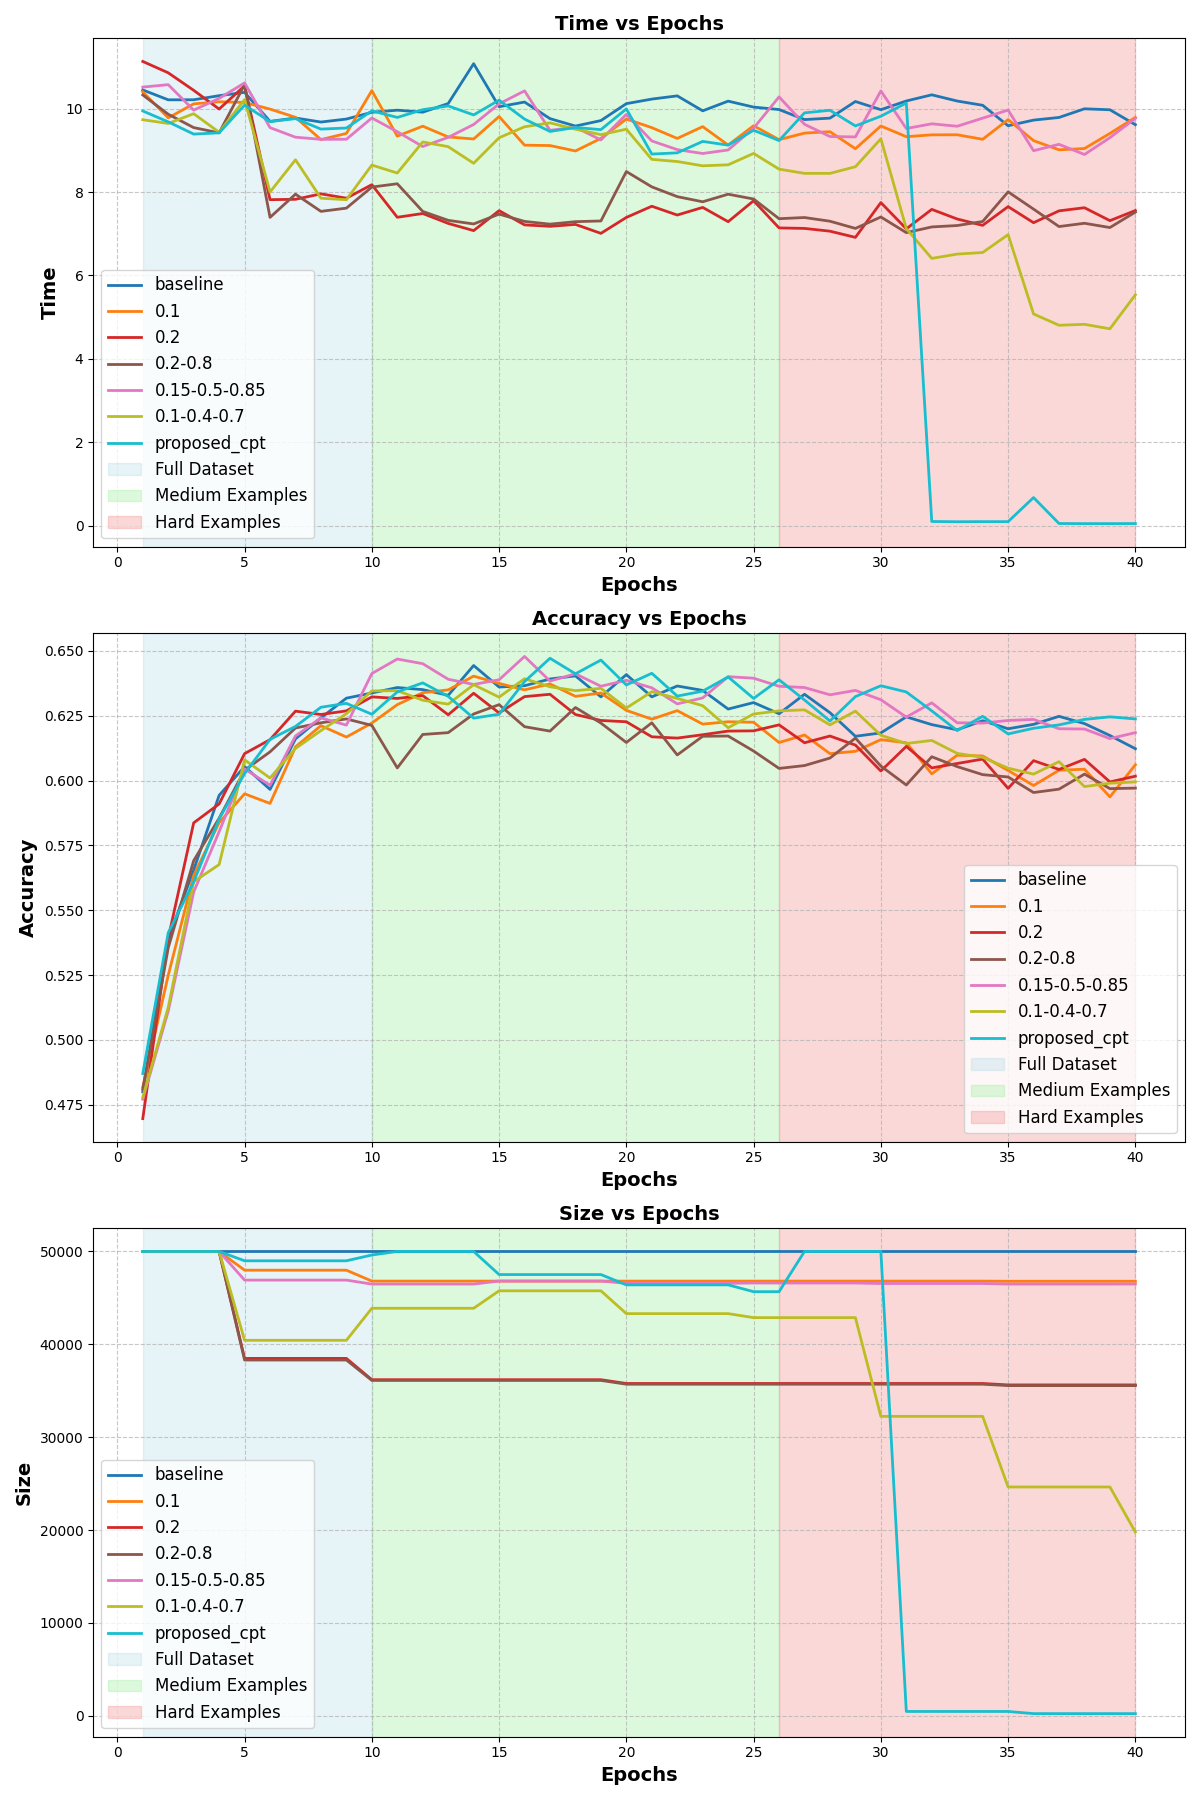 Time vs Epochs
10
8
6
4
2
0
Time
baseline
0.1
0.2
0.2-0.8
0.15-0.5-0.85
0.1-0.4-0.7
proposed_cpt
Full Dataset
Medium Examples
Hard Examples
0 5 10 15 20 25 30 35 40
Epochs
Accuracy vs Epochs
0.650
0.625
0.600
0.575
0.550
0.525
0.500
0.475
Accuracy
baseline
0.1
0.2
0.2-0.8
0.15-0.5-0.85
0.1-0.4-0.7
proposed_cpt
Full Dataset
Medium Examples
Hard Examples
0 5 10 15 20 25 30 35 40
Epochs
Size vs Epochs
50000
40000
30000
20000
10000
0
Size
baseline
0.1
0.2
0.2-0.8
0.15-0.5-0.85
0.1-0.4-0.7
proposed_cpt
Full Dataset
Medium Examples
Hard Examples
0 5 10 15 20 25 30 35 40
Epochs